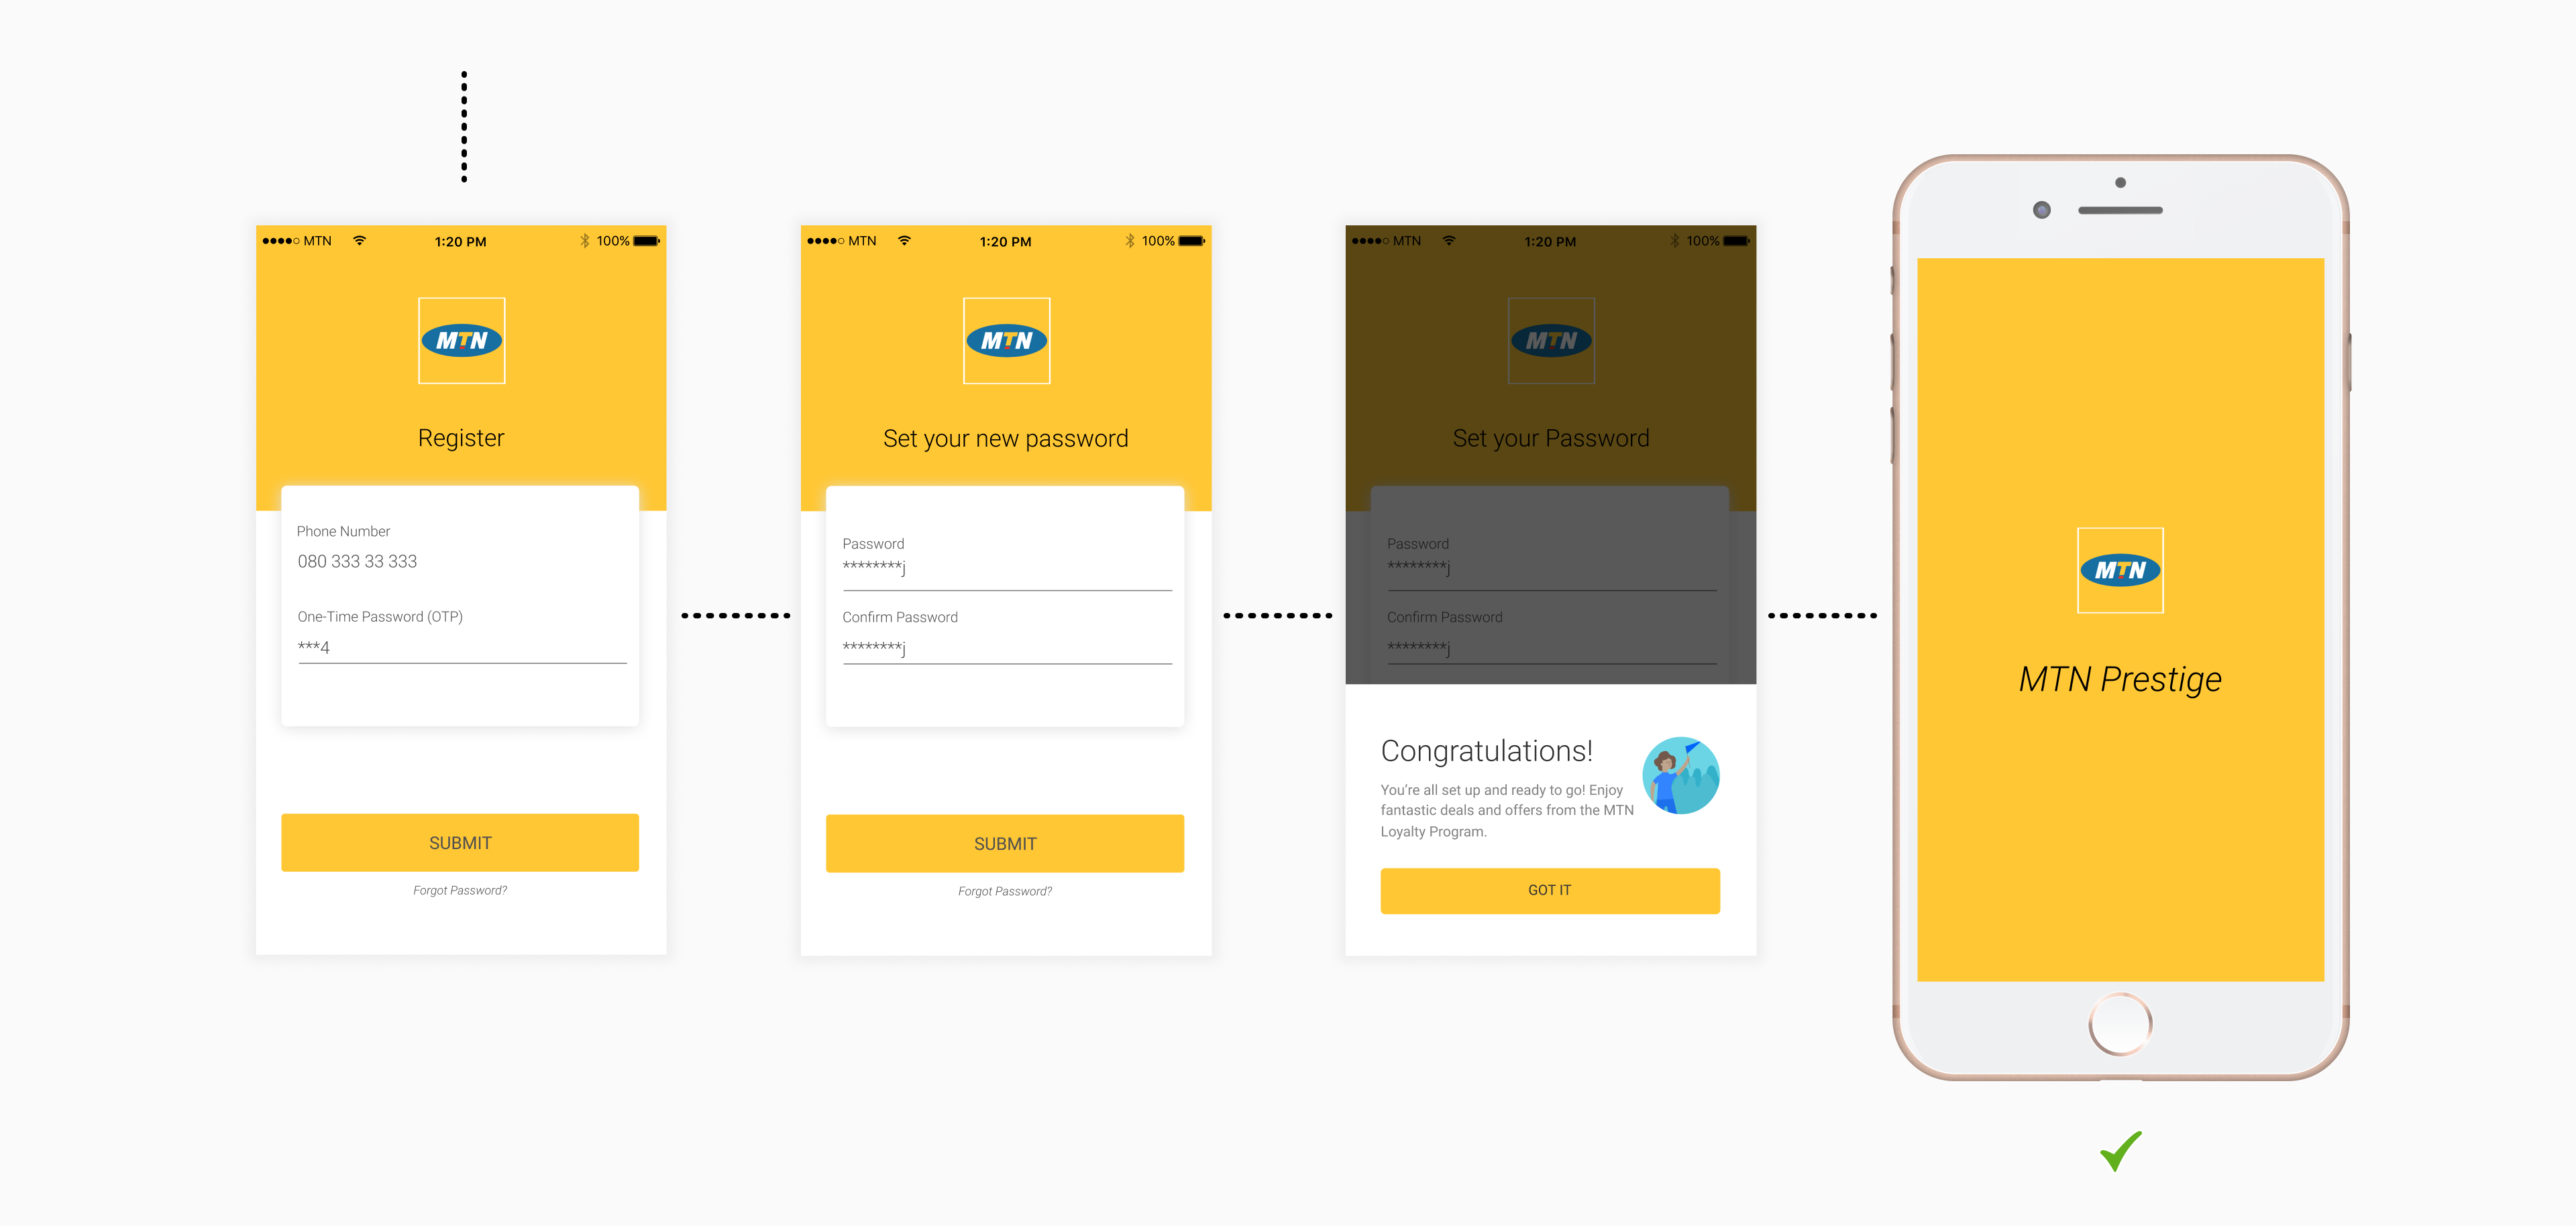 MTN 1:20 PM 100%
MTN
Register
Phone Number
080 333 33 333
One-Time Password (OTP)
***4
SUBMIT
Forgot Password?
MTN 1:20 PM 100%
MTN
Set your new password
Password
********j
Confirm Password
********j
SUBMIT
Forgot Password?
MTN 1:20 PM 100%
MTN
Set your Password
Password
********j
Confirm Password
********j
Congratulations!
You’re all set up and ready to go! Enjoy
fantastic deals and offers from the MTN
Loyalty Program.
GOT IT
MTN
MTN Prestige